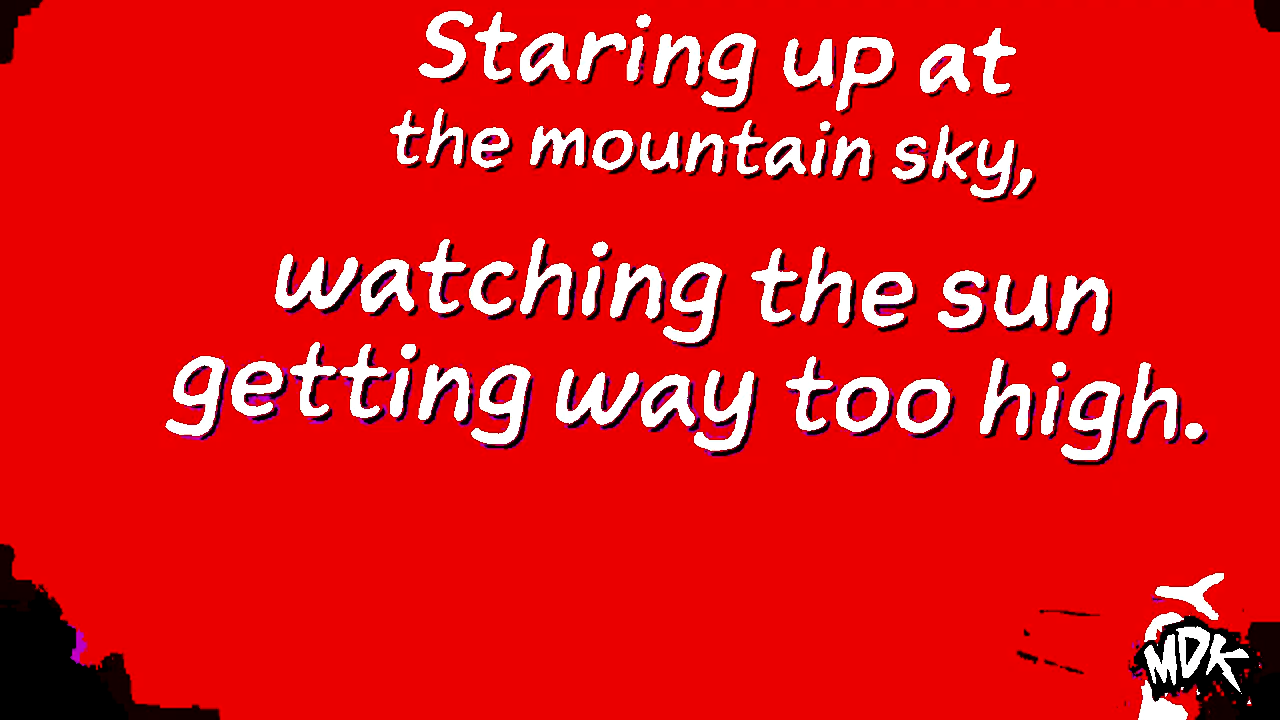 Staring up at
the mountain sky,
watching the sun
getting way too high.
MDK